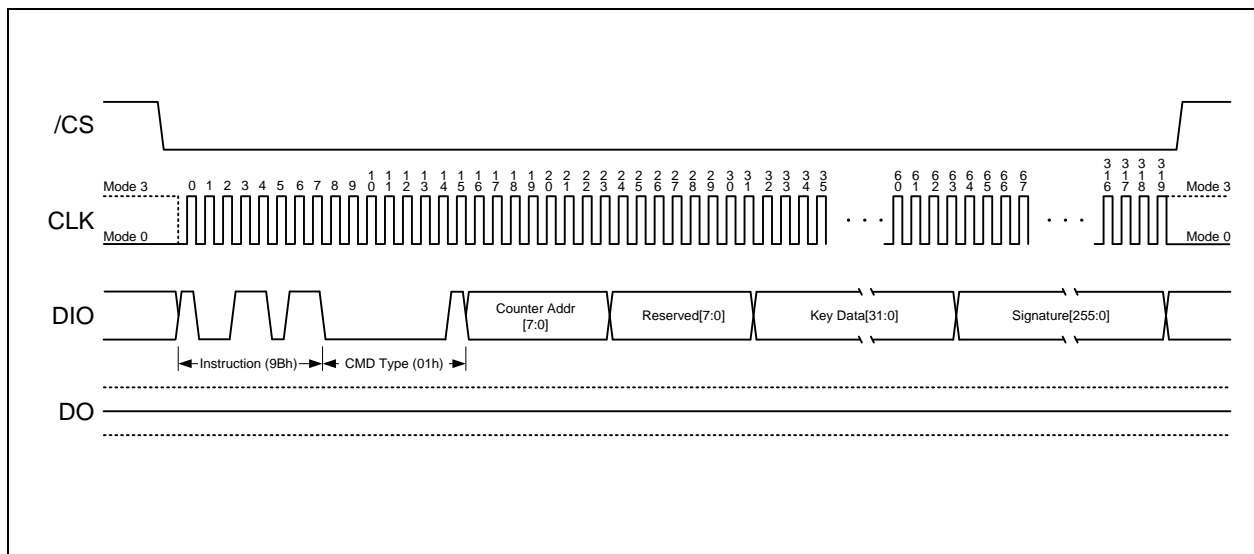 /CS
Mode 3 0 1 2 3 4 5 6 7 8 9 10 11 12 13 14 15 16 17 18 19 20 21 22 23 24 25 26 27 28 29 30 31 32 33 34 35 60 61 62 63 64 65 66 67 316 317 318 319 Mode 3
CLK
Mode 0 Mode 0
DIO
Counter Addr
[7:0]
Reserved[7:0] Key Data[31:0] Signature[255:0]
Instruction (9Bh) CMD Type (01h)
DO